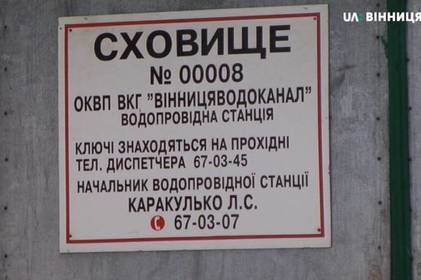 UA: ВІННИЦЯ
СХОВИЩЕ
№ 00008
ОКВП ВКГ "ВІННИЦЯВОДОКАНАЛ"
ВОДОПРОВІДНА СТАНЦІЯ
КЛЮЧІ ЗНАХОДЯТЬСЯ НА ПРОХІДНІ
ТЕЛ. ДИСПЕТЧЕРА 67-03-45
НАЧАЛЬНИК ВОДОПРОВІДНОЇ СТАНЦІЇ
КАРАКУЛЬКО Л.С.
67-03-07